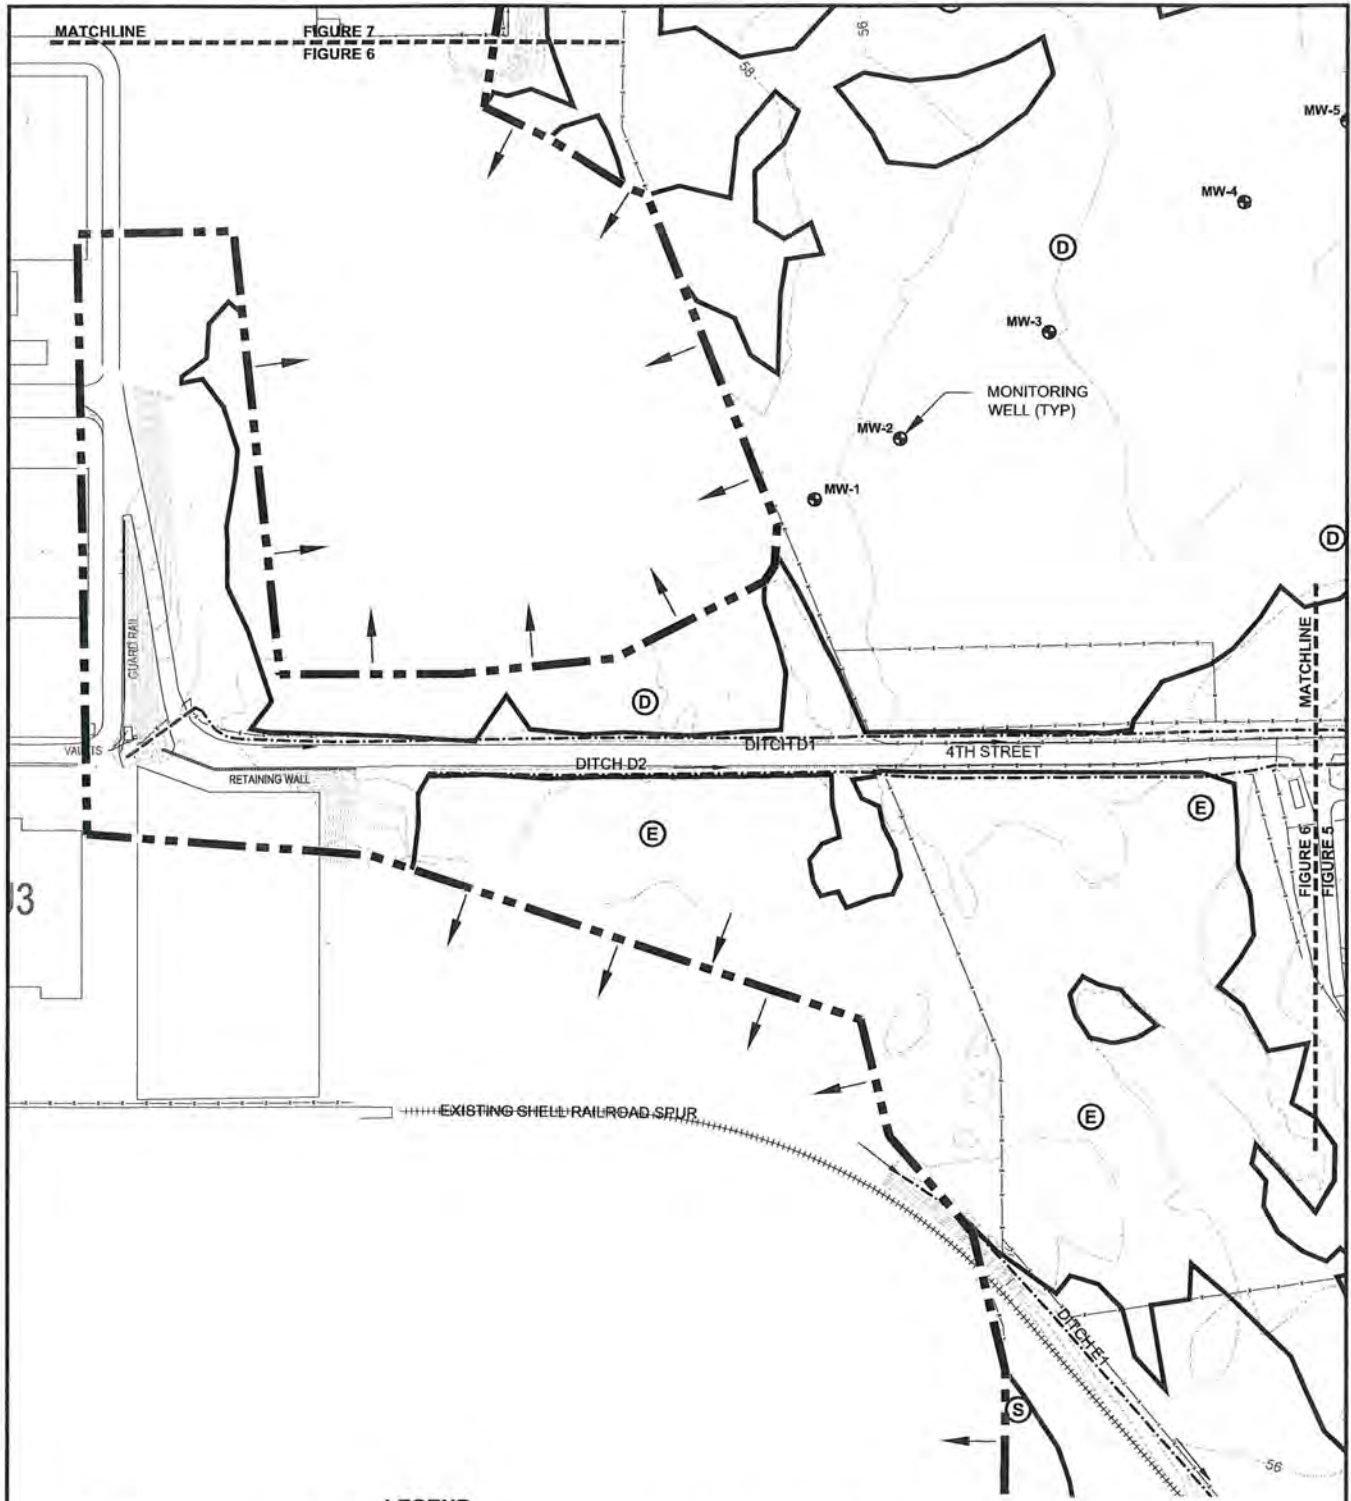 MATCHLINE
FIGURE 7
FIGURE 6
56
58
MW-5
MW-4
D
MW-3
MONITORING
WELL (TYP)
MW-2
MW-1
D
GUARD RAIL
MATCHLINE
D
VAULTS
DITCH D1
4TH STREET
DITCH D2
RETAINING WALL
E
E
FIGURE 6
FIGURE 5
J3
EXISTING SHELL RAILROAD SPUR
E
DITCH E1
S
56
LEGEND